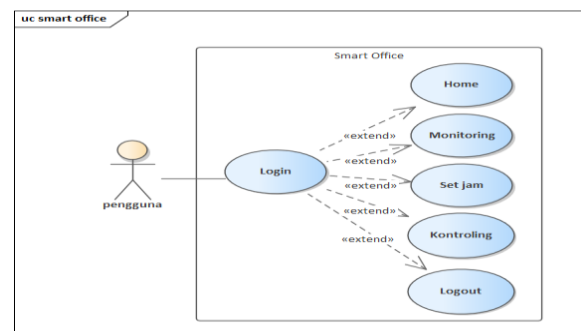 uc smart office
Smart Office
Home
«extend»
Monitoring
«extend»
Login
Set jam
«extend»
pengguna
«extend»
Kontroling
«extend»
Logout